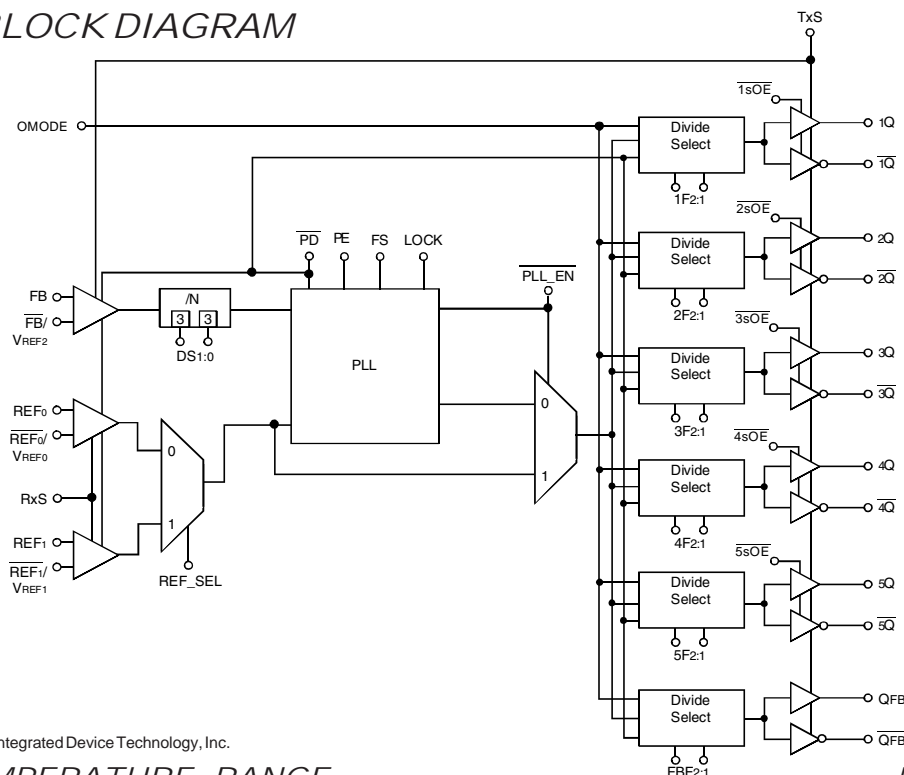 BLOCK DIAGRAM
TxS
1sOE
OMODE
Divide
Select
1Q
1Q
1F2:1
2sOE
PD PE FS LOCK
PLL_EN
Divide
Select
2Q
2Q
2F2:1
FB
FB/
VREF2
/N
3 3
DS1:0
PLL
3sOE
Divide
Select
3Q
3Q
3F2:1
REF0
REF0/
VREF0
0
0
4sOE
RxS
1
1
Divide
Select
4Q
4Q
4F2:1
REF1
REF1/
VREF1
REF_SEL
5sOE
Divide
Select
5Q
5Q
5F2:1
Divide
Select
QFB
QFB
FBF2:1
Integrated Device Technology, Inc.
MPERATURE RANGE